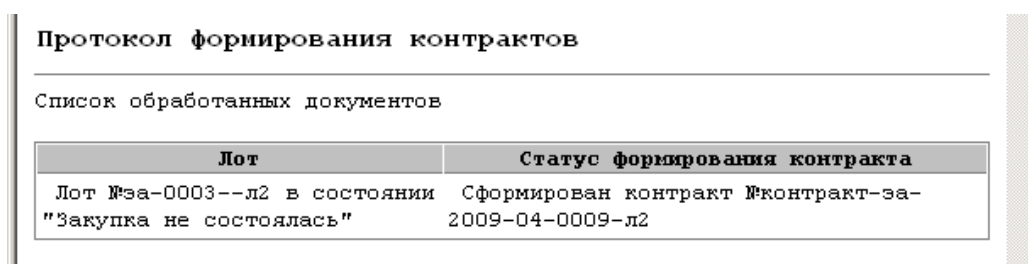 Протокол формирования контрактов
Список обработанных документов
Лот Статус формирования контракта
Лот №эа-0003--л2 в состоянии Сформирован контракт №контракт-эа-
"Закупка не состоялась" 2009-04-0009-л2